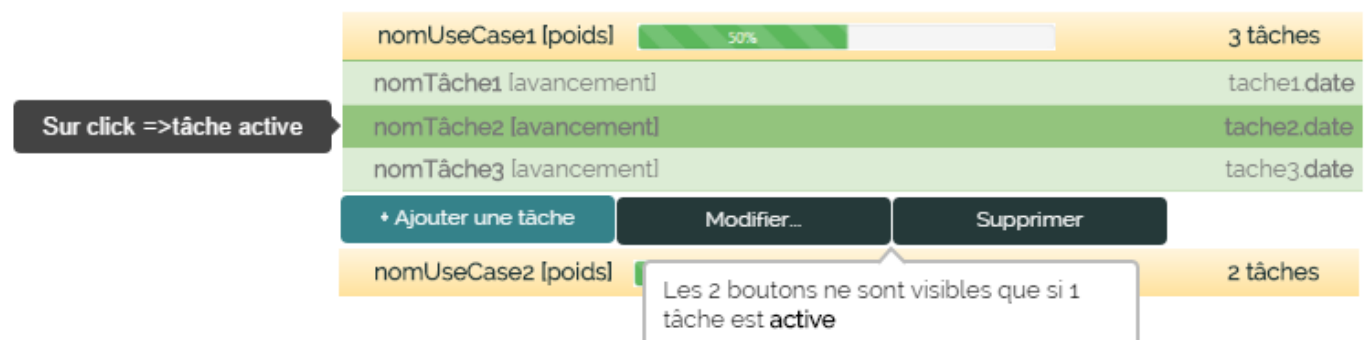 nomUseCase1 [poids] 50% 3 tâches
nomTâche1 [avancement] tache1.date
Sur click =>tâche active
nomTâche2 [avancement] tache2.date
nomTâche3 [avancement] tache3.date
+ Ajouter une tâche Modifier... Supprimer
nomUseCase2 [poids] 2 tâches
Les 2 boutons ne sont visibles que si 1
tâche est active